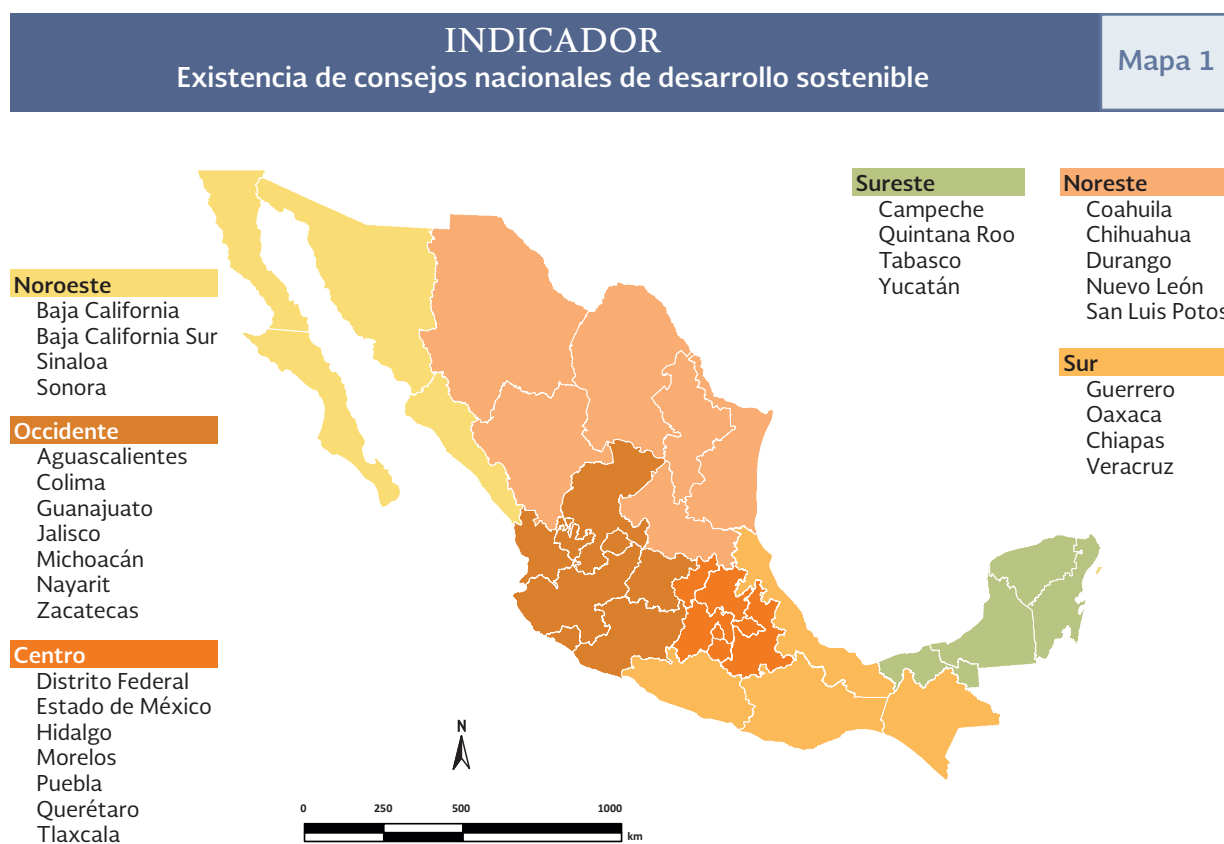 INDICADOR
Existencia de consejos nacionales de desarrollo sostenible
Mapa 1
Noroeste
Baja California
Baja California Sur
Sinaloa
Sonora
Occidente
Aguascalientes
Colima
Guanajuato
Jalisco
Michoacán
Nayarit
Zacatecas
Centro
Distrito Federal
Estado de México
Hidalgo
Morelos
Puebla
Querétaro
Tlaxcala
Sureste
Campeche
Quintana Roo
Tabasco
Yucatán
Noreste
Coahuila
Chihuahua
Durango
Nuevo León
San Luis Potos
Sur
Guerrero
Oaxaca
Chiapas
Veracruz
N
0 250 500 1000
km